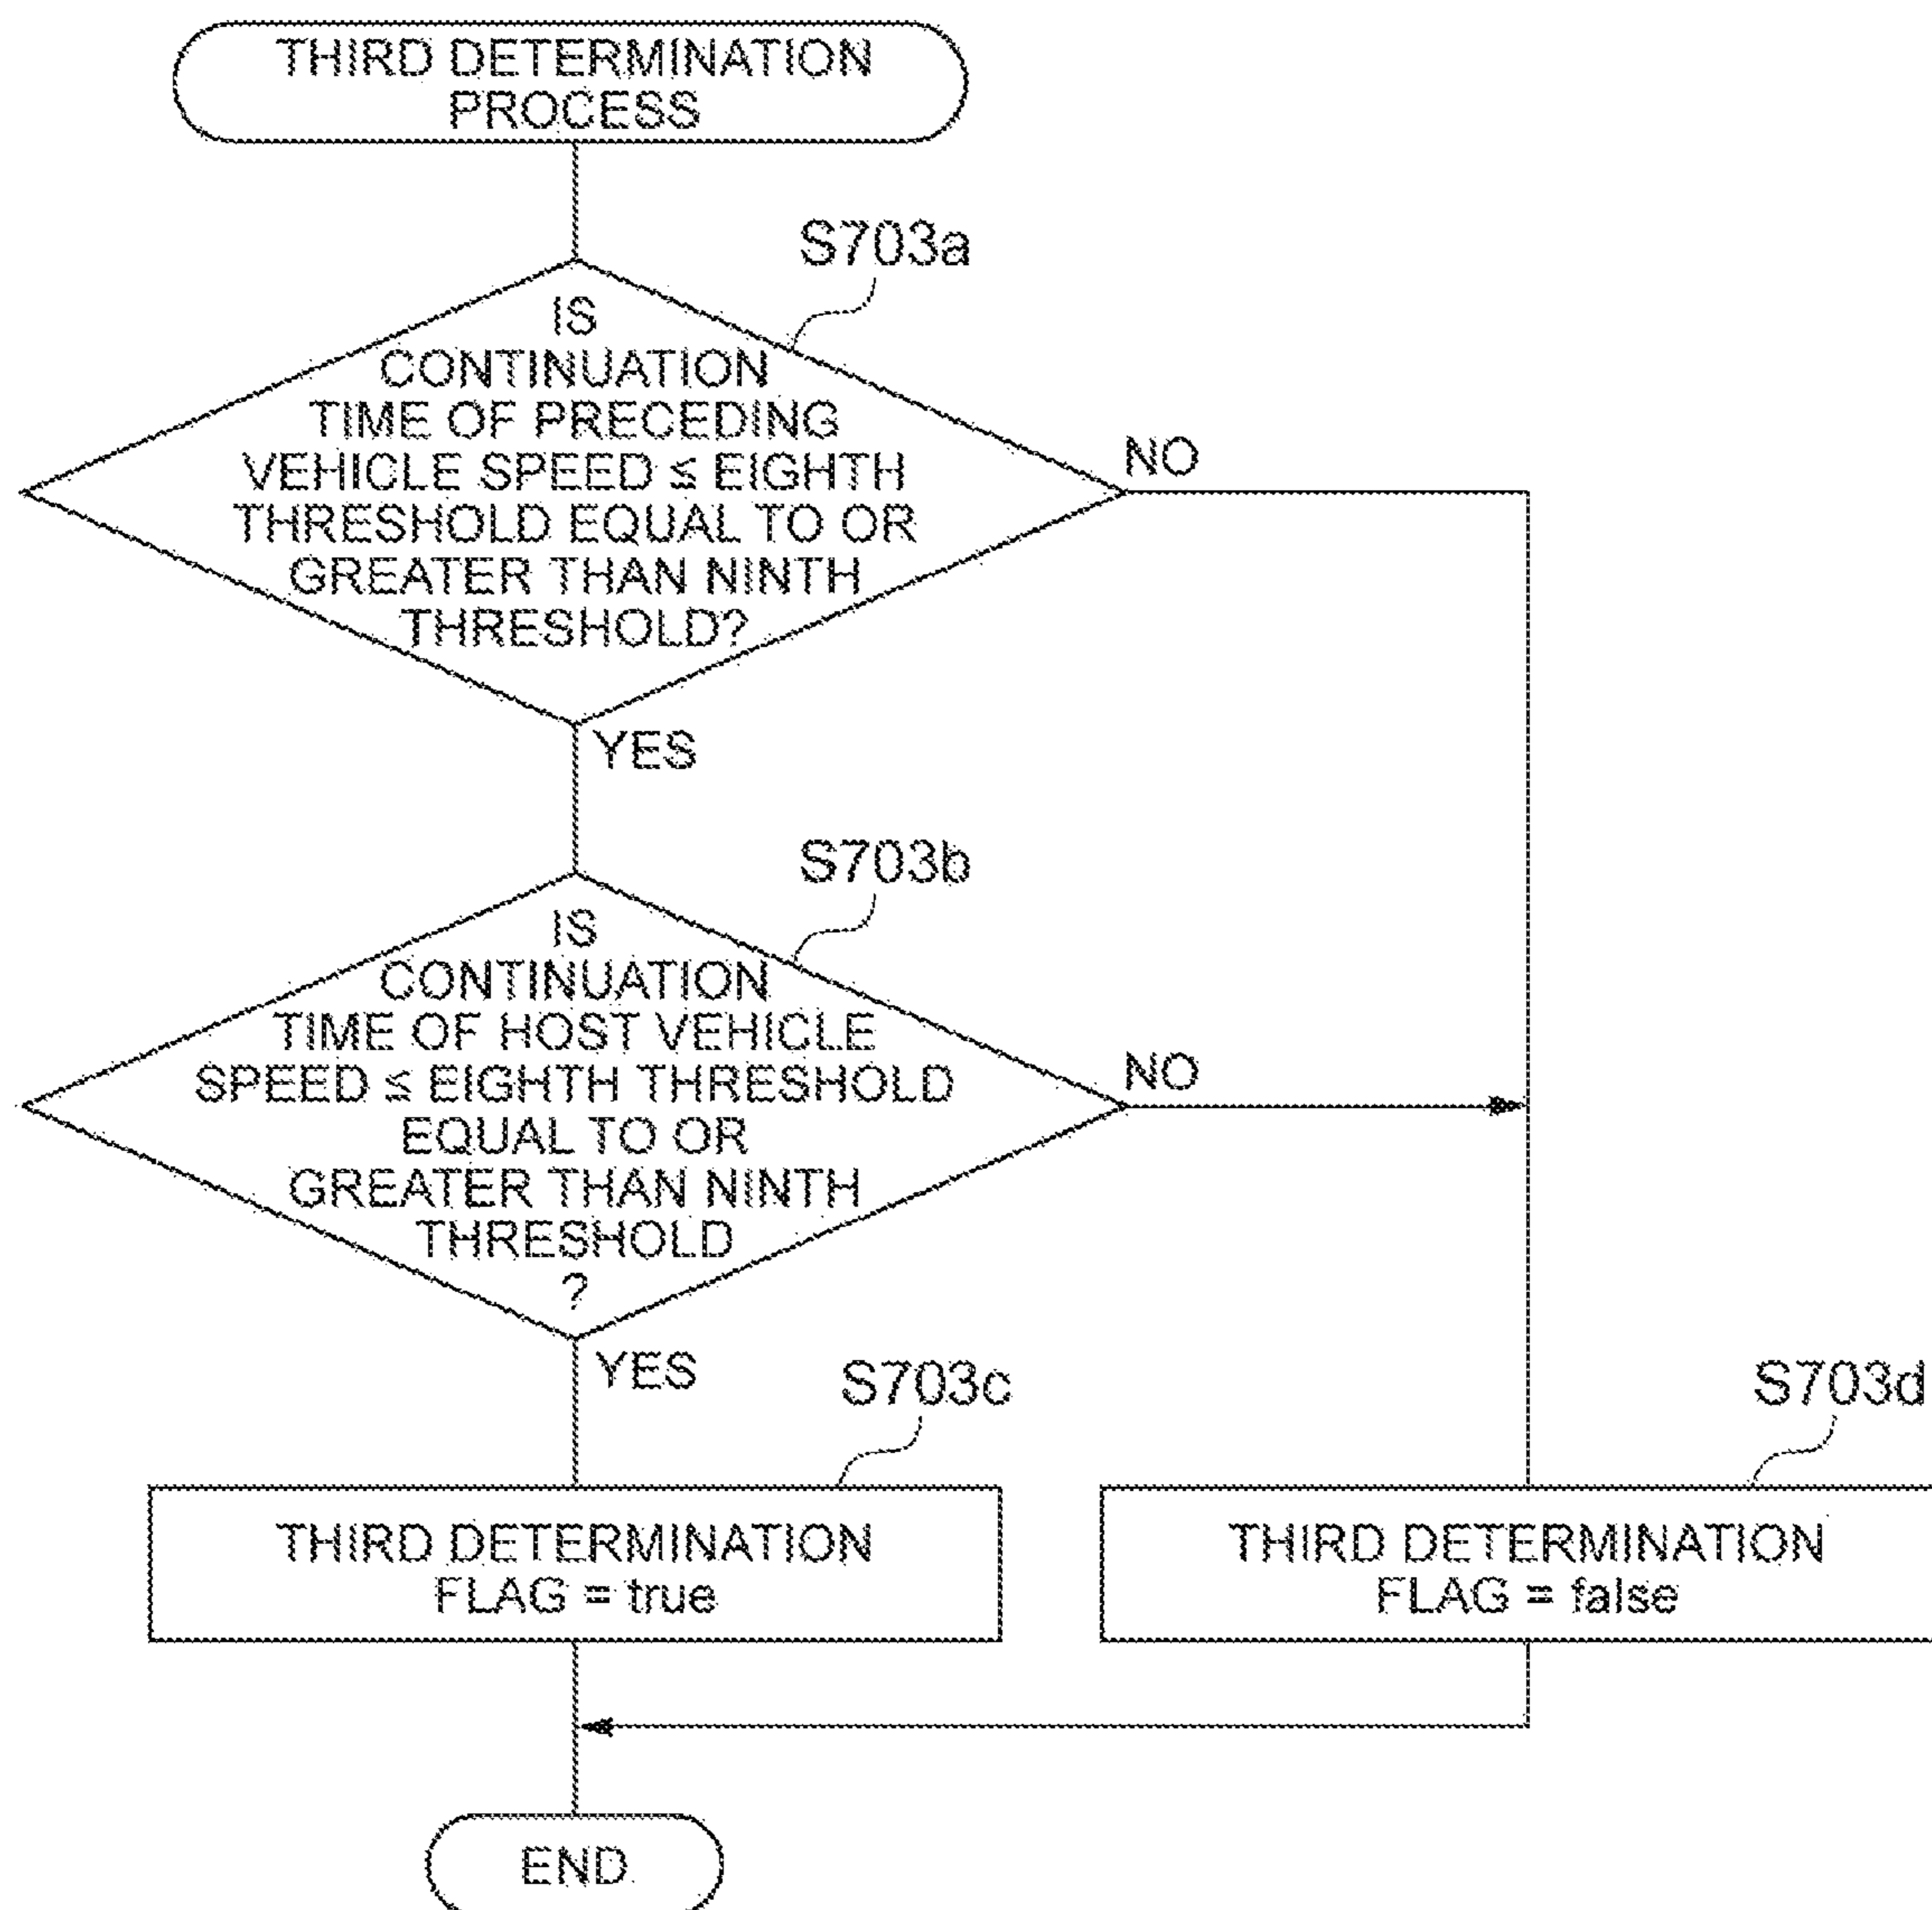 THIRD DETERMINATION
PROCESS
S703a
IS
CONTINUATION
TIME OF PRECEDING
VEHICLE SPEED ≦ EIGHTH
THRESHOLD EQUAL TO OR
GREATER THAN NINTH
THRESHOLD?
NO
YES
S703b
IS
CONTINUATION
TIME OF HOST VEHICLE
SPEED ≦ EIGHTH THRESHOLD
EQUAL TO OR
GREATER THAN NINTH
THRESHOLD
?
NO
YES
S703c
S703d
THIRD DETERMINATION
FLAG = true
THIRD DETERMINATION
FLAG = false
END